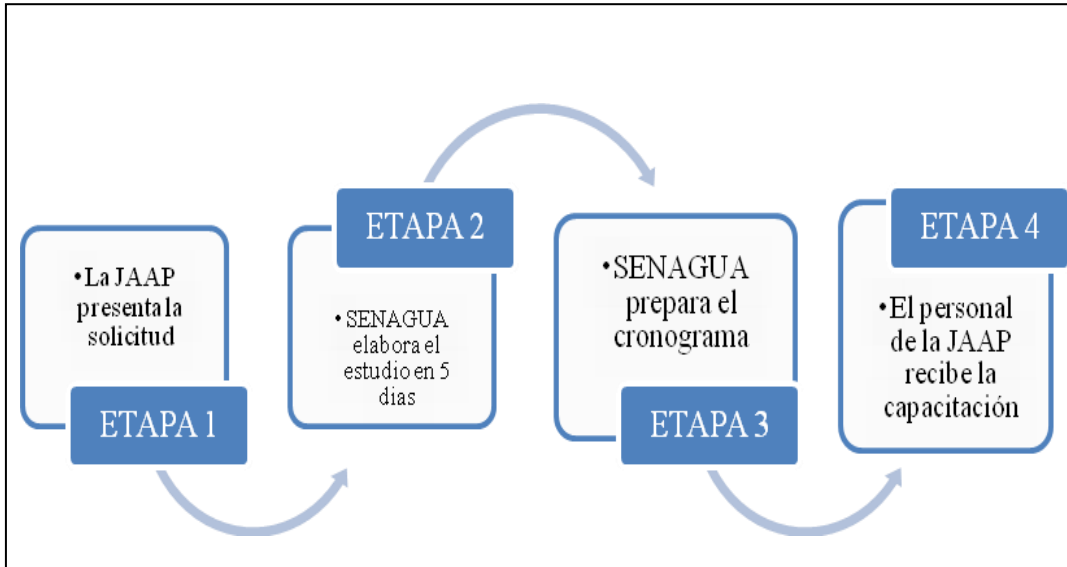 •La JAAP
presenta la
solicitud
ETAPA 1
ETAPA 2
•SENAGUA
elabora el
estudio en 5
dias
•SENAGUA
prepara el
cronograma
ETAPA 3
ETAPA 4
•El personal
de la JAAP
recibe la
capacitación